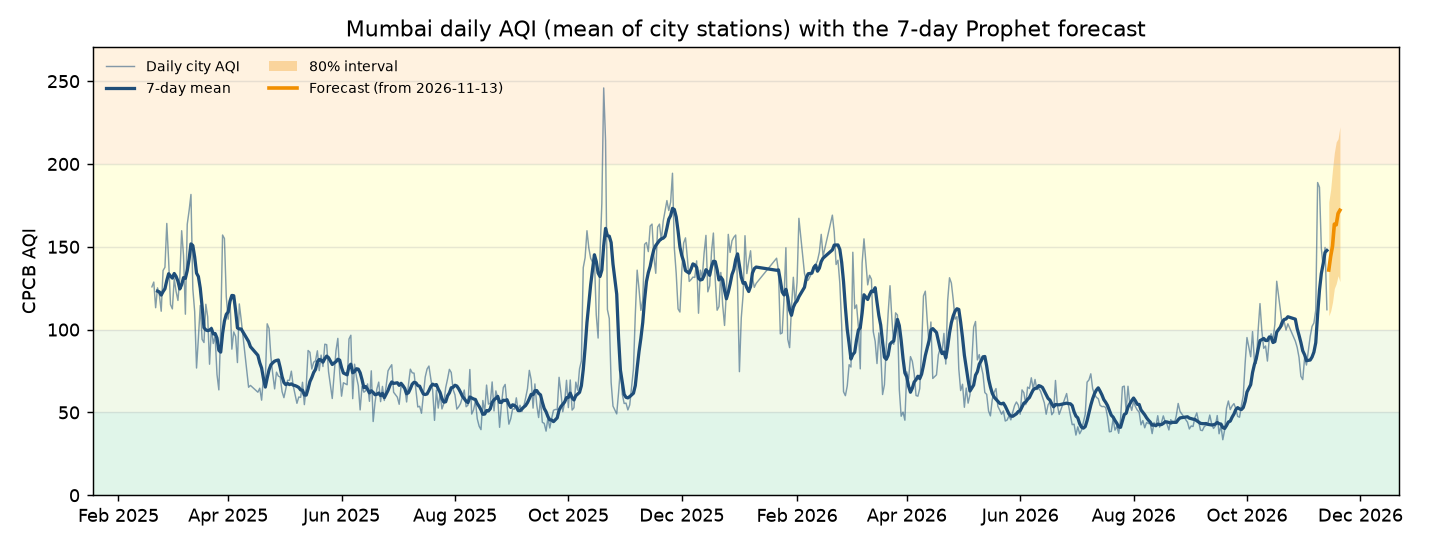 Mumbai daily AQI (mean of city stations) with the 7-day Prophet forecast
Daily city AQI
7-day mean
80% interval
Forecast (from 2026-11-13)
CPCB AQI
250
200
150
100
50
0
Feb 2025 Apr 2025 Jun 2025 Aug 2025 Oct 2025 Dec 2025 Feb 2026 Apr 2026 Jun 2026 Aug 2026 Oct 2026 Dec 2026